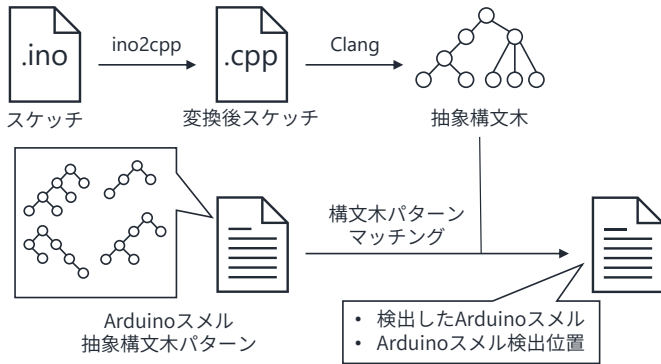 .ino
ino2cpp
.cpp
Clang
スケッチ
変換後スケッチ
抽象構文木
構文木パターン
マッチング
Arduinoスメル
抽象構文木パターン
• 検出したArduinoスメル
• Arduinoスメル検出位置